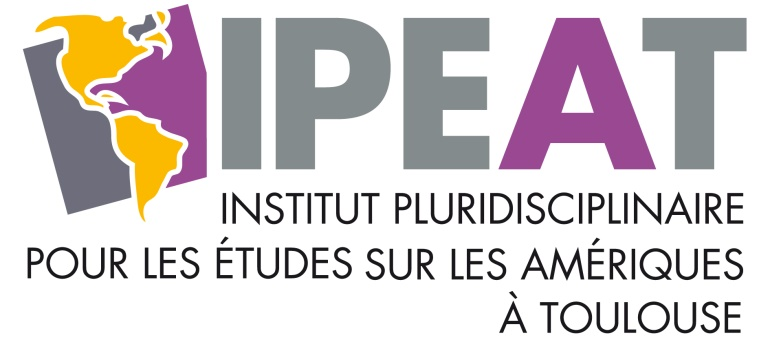 IPEAT
INSTITUT PLURIDISCIPLINAIRE
POUR LES ÉTUDES SUR LES AMÉRIQUES
À TOULOUSE